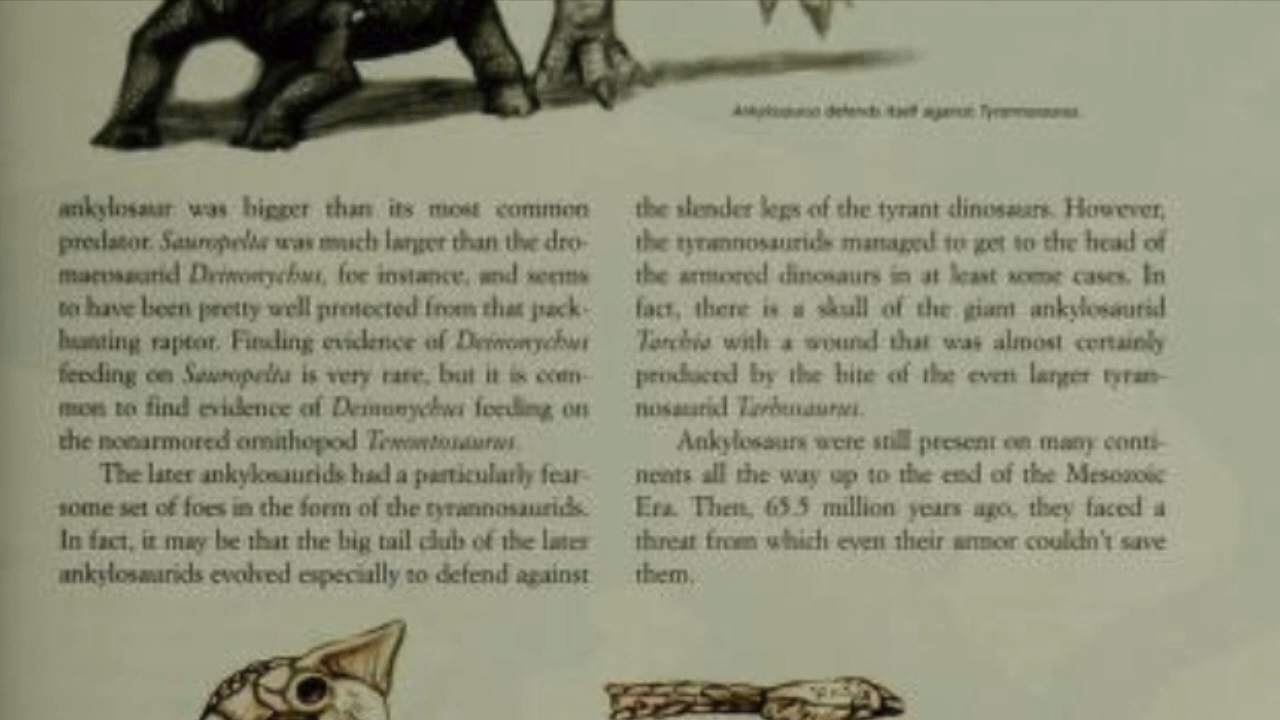 Ankylosaurus defends itself against Tyrannosaurus.
ankylosaur was bigger than its most common
predator. Sauropelta was much larger than the dro-
maeosaurid Deinonychus, for instance, and seems
to have been pretty well protected from that pack-
hunting raptor. Finding evidence of Deinonychus
feeding on Sauropelta is very rare, but it is com-
mon to find evidence of Deinonychus feeding on
the nonarmored ornithopod Tenontosaurus.
The later ankylosaurids had a particularly fear-
some set of foes in the form of the tyrannosaurids.
In fact, it may be that the big tail club of the later
ankylosaurids evolved especially to defend against
the slender legs of the tyrant dinosaurs. However,
the tyrannosaurids managed to get to the head of
the armored dinosaurs in at least some cases. In
fact, there is a skull of the giant ankylosaurid
Tarchia with a wound that was almost certainly
produced by the bite of the even larger tyran-
nosaurid Tarbosaurus.
Ankylosaurs were still present on many conti-
nents all the way up to the end of the Mesozoic
Era. Then, 65.5 million years ago, they faced a
threat from which even their armor couldn't save
them.